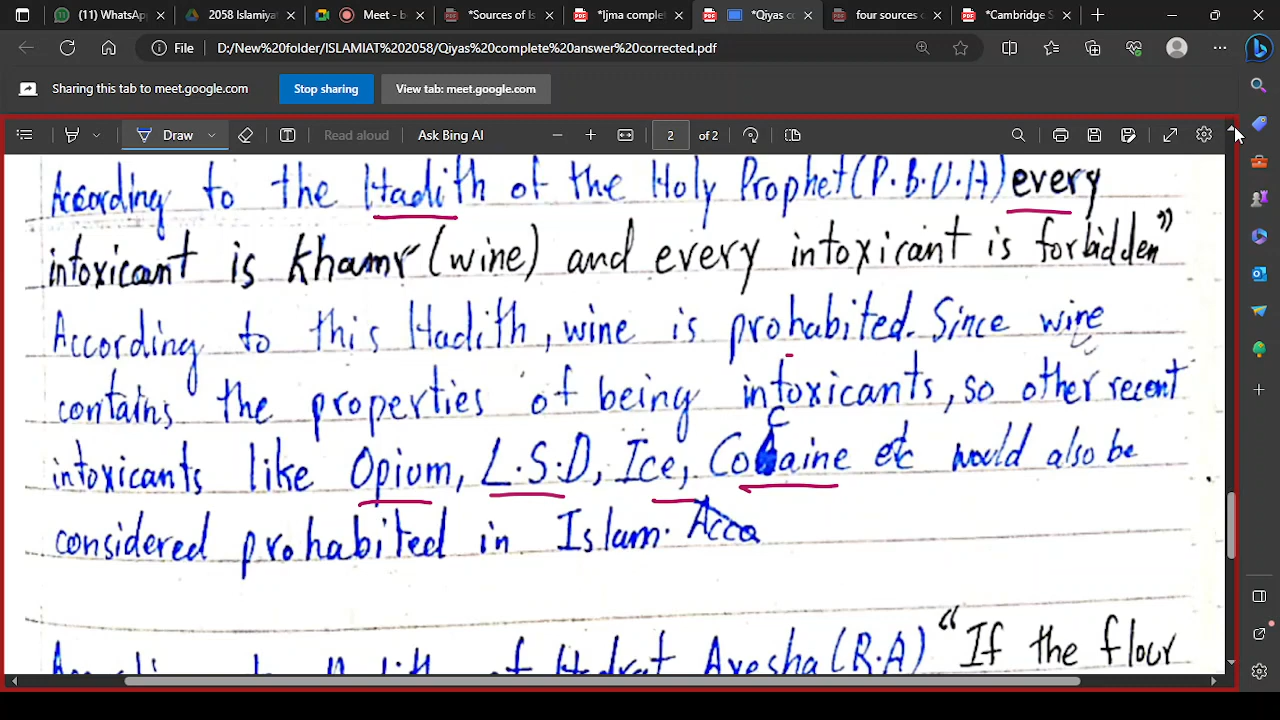 (11) WhatsApp
2058 Islamiyat
Meet -
*Sources of Is
*Ijma comple
*Qiyas co
four sources
*Cambridge S
File D:/New%20folder/ISLAMIAT%202058/Qiyas%20complete%20answer%20corrected.pdf
Sharing this tab to meet.google.com Stop sharing View tab: meet.google.com
Draw Read aloud Ask Bing AI 2 of 2
According to the Hadith of the Holy Prophet(P.B.U.H) every
intoxicant is Khamr (wine) and every intoxicant is forbidden"
According to this Hadith, wine is prohabited. Since wine
contains the properties of being intoxicants, so other recent
intoxicants like Opium, L.S.D, Ice, Cocaine etc would also be
considered prohabited in Islam. Acco
of Hadrat Ayesha (R.A) "If the flour